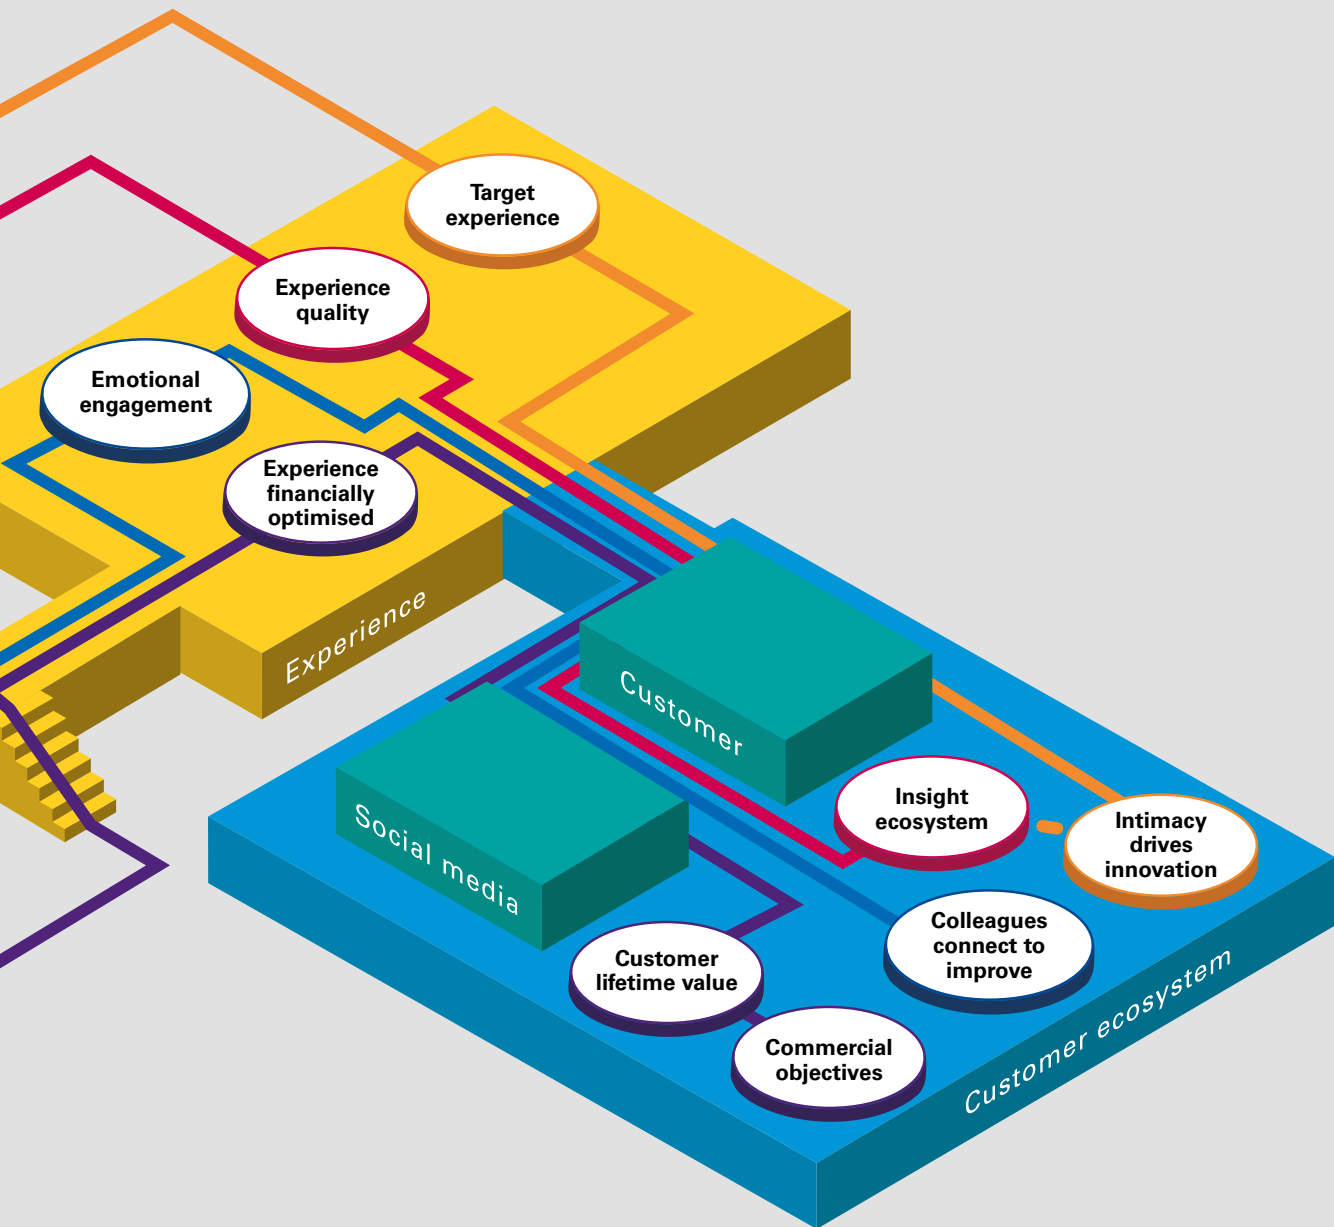 Target
experience
Experience
quality
Emotional
engagement
Experience
financially
optimised
Experience
Customer
Social media
Insight
ecosystem
Intimacy
drives
innovation
Colleagues
connect to
improve
Customer
lifetime value
Commercial
objectives
Customer ecosystem